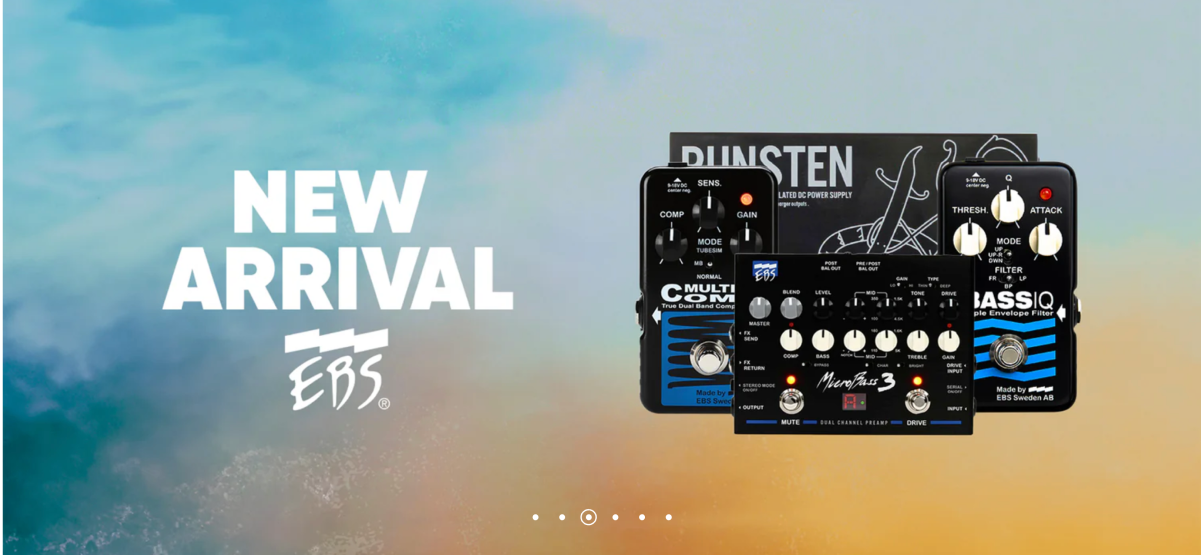 NEW
ARRIVAL
EBS®
RUNSTEN
LATED DC POWER SUPPLY
9-18V DC
center neg.
SENS.
COMP
GAIN
MODE
TUBESIM
MB
NORMAL
MULTI
COMP
True Dual Band Comp
Made by
EBS Swed
9-18V DC
center neg.
Q
THRESH.
ATTACK
MODE
UP
UP-R
DWN
FILTER
FR LP
BP
BASSIQ
ple Envelope Filter
Made by
EBS Sweden AB
EBS
POST
BAL OUT
PRE / POST
BAL OUT
GAIN TYPE
BLEND LEVEL MID TONE DRIVE
MASTER
FX
SEND
COMP BASS MID TREBLE GAIN
FX
RETURN
BYPASS CHAR BRIGHT
DRIVE
INPUT
STEREO MODE
ON/OFF
MicroBass 3
SERIAL
ON/OFF
OUTPUT
INPUT
MUTE DUAL CHANNEL PREAMP DRIVE